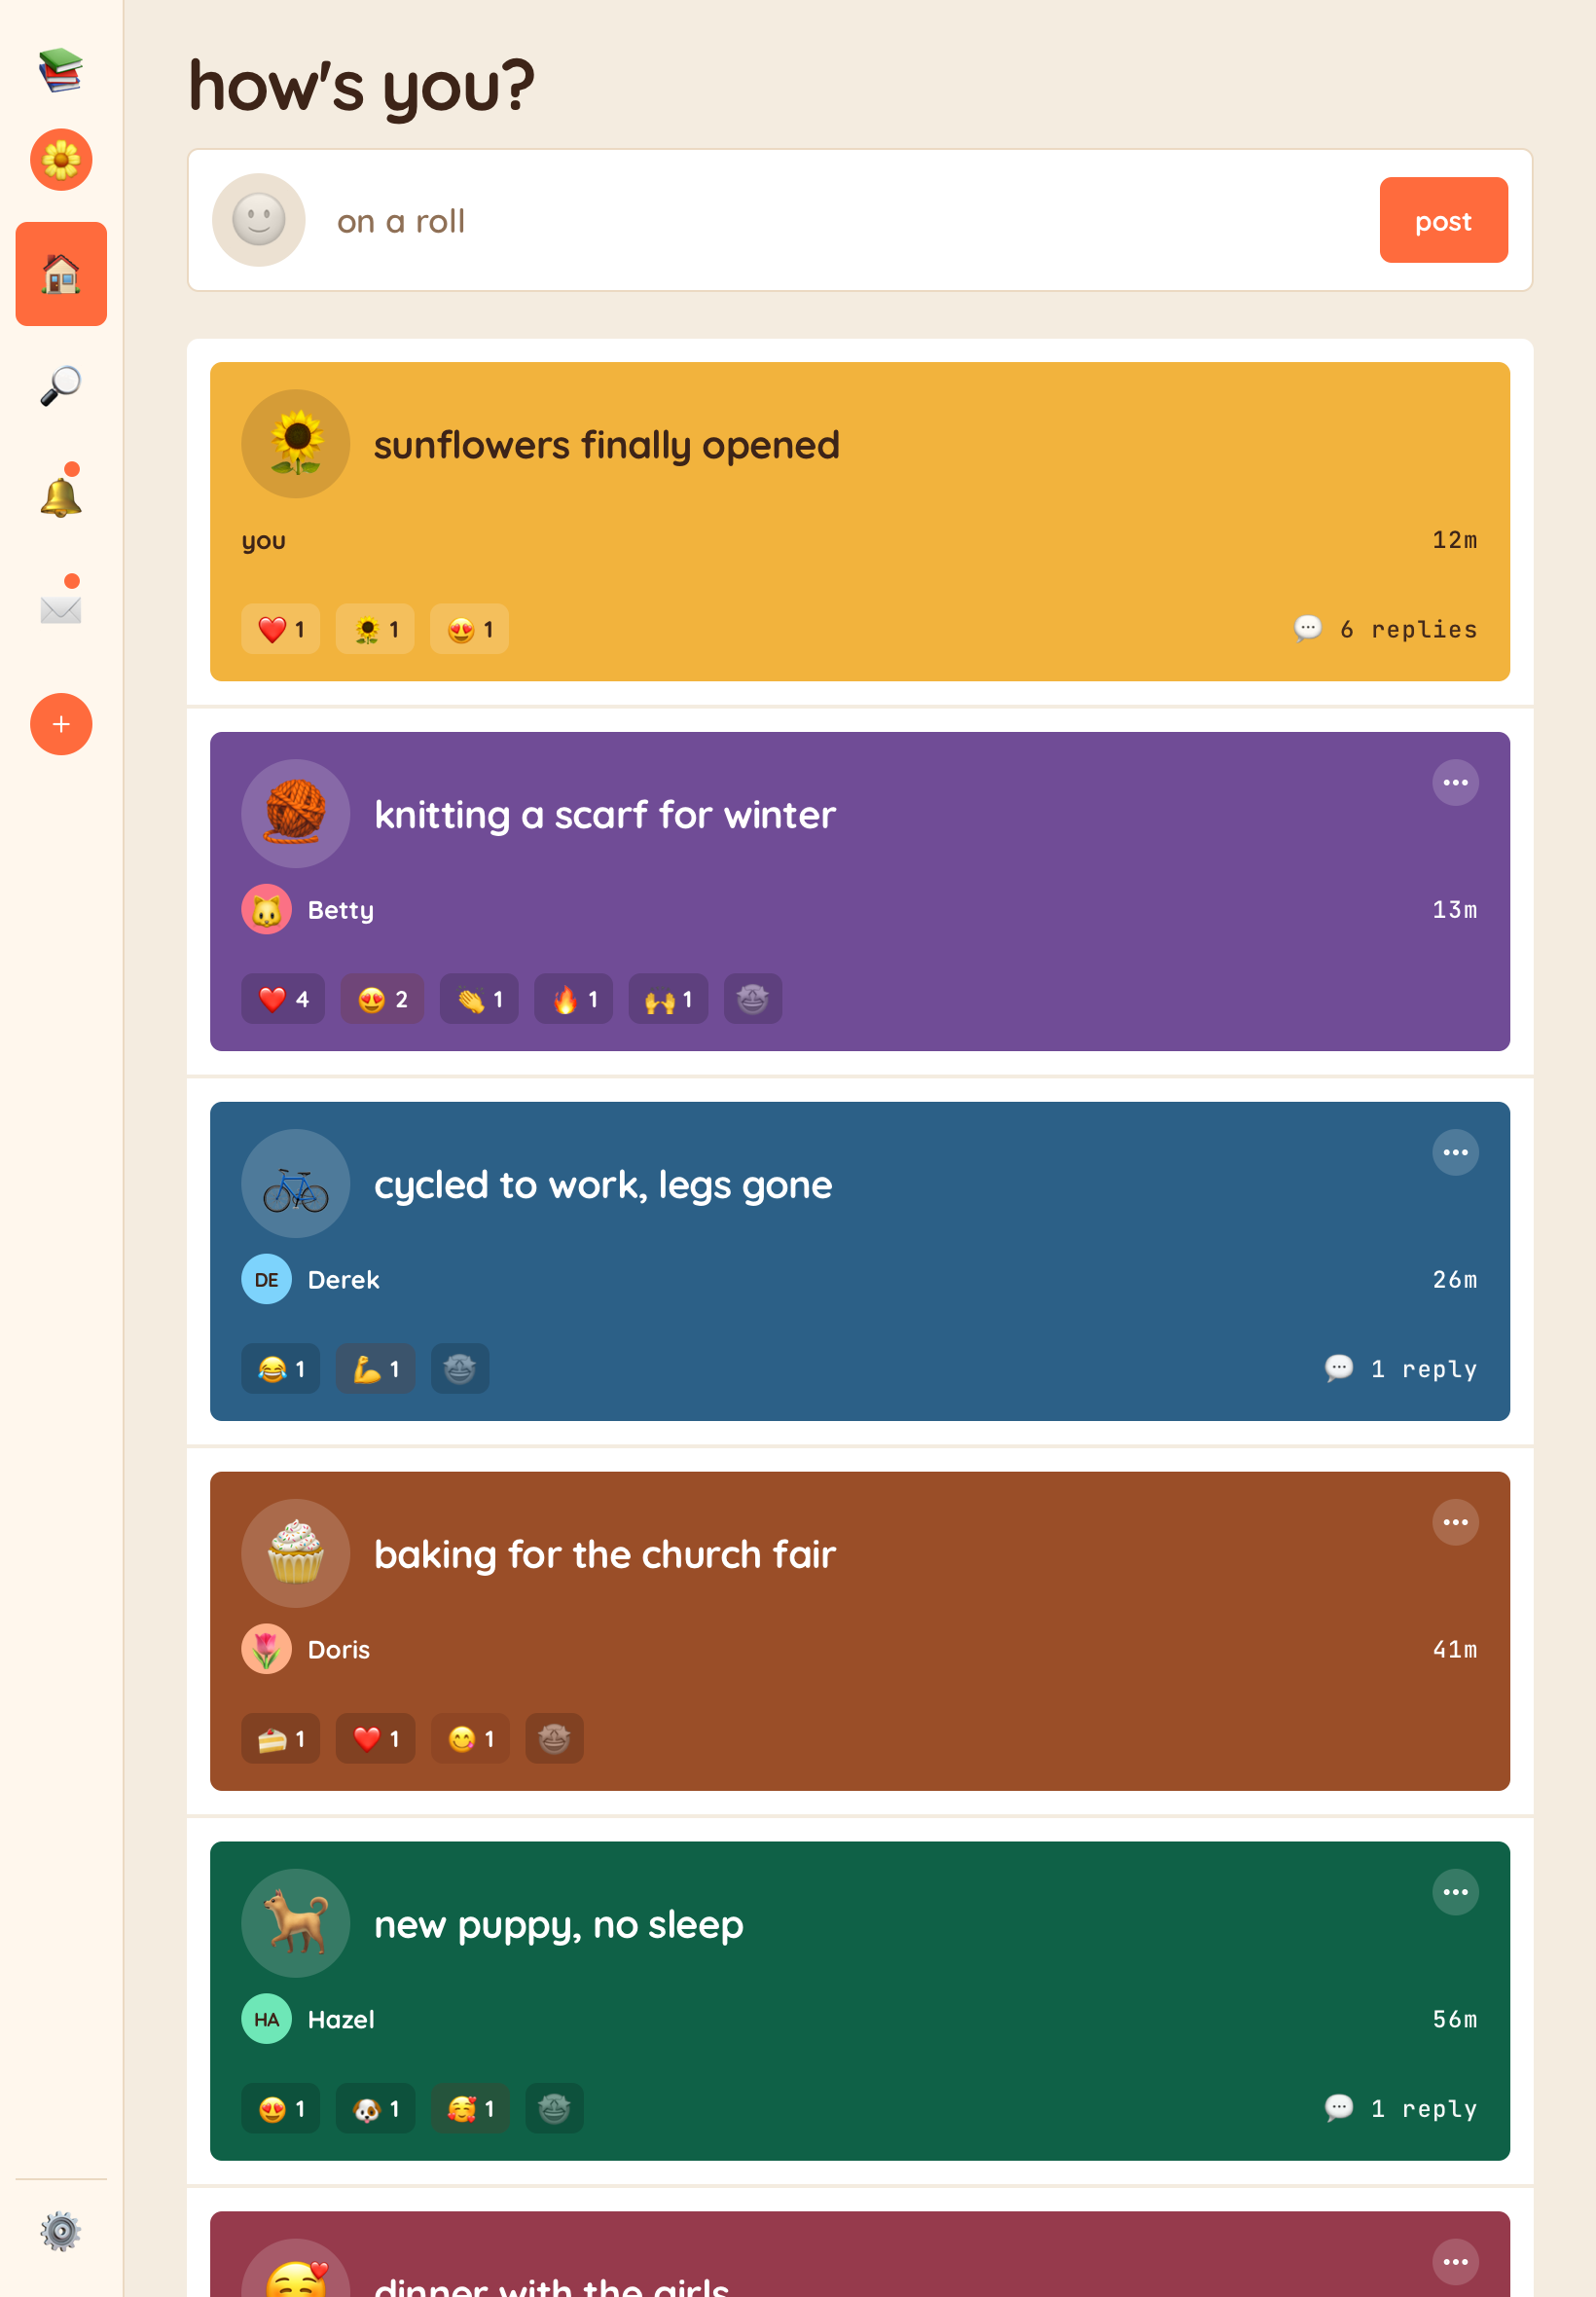 how's you?
on a roll
post
sunflowers finally opened
you
12m
1
1
1
6 replies
knitting a scarf for winter
Betty
13m
4
2
1
1
1
cycled to work, legs gone
DE
Derek
26m
1
1
1 reply
baking for the church fair
Doris
41m
1
1
1
new puppy, no sleep
HA
Hazel
56m
1
1
1
1 reply
dinner with the girls